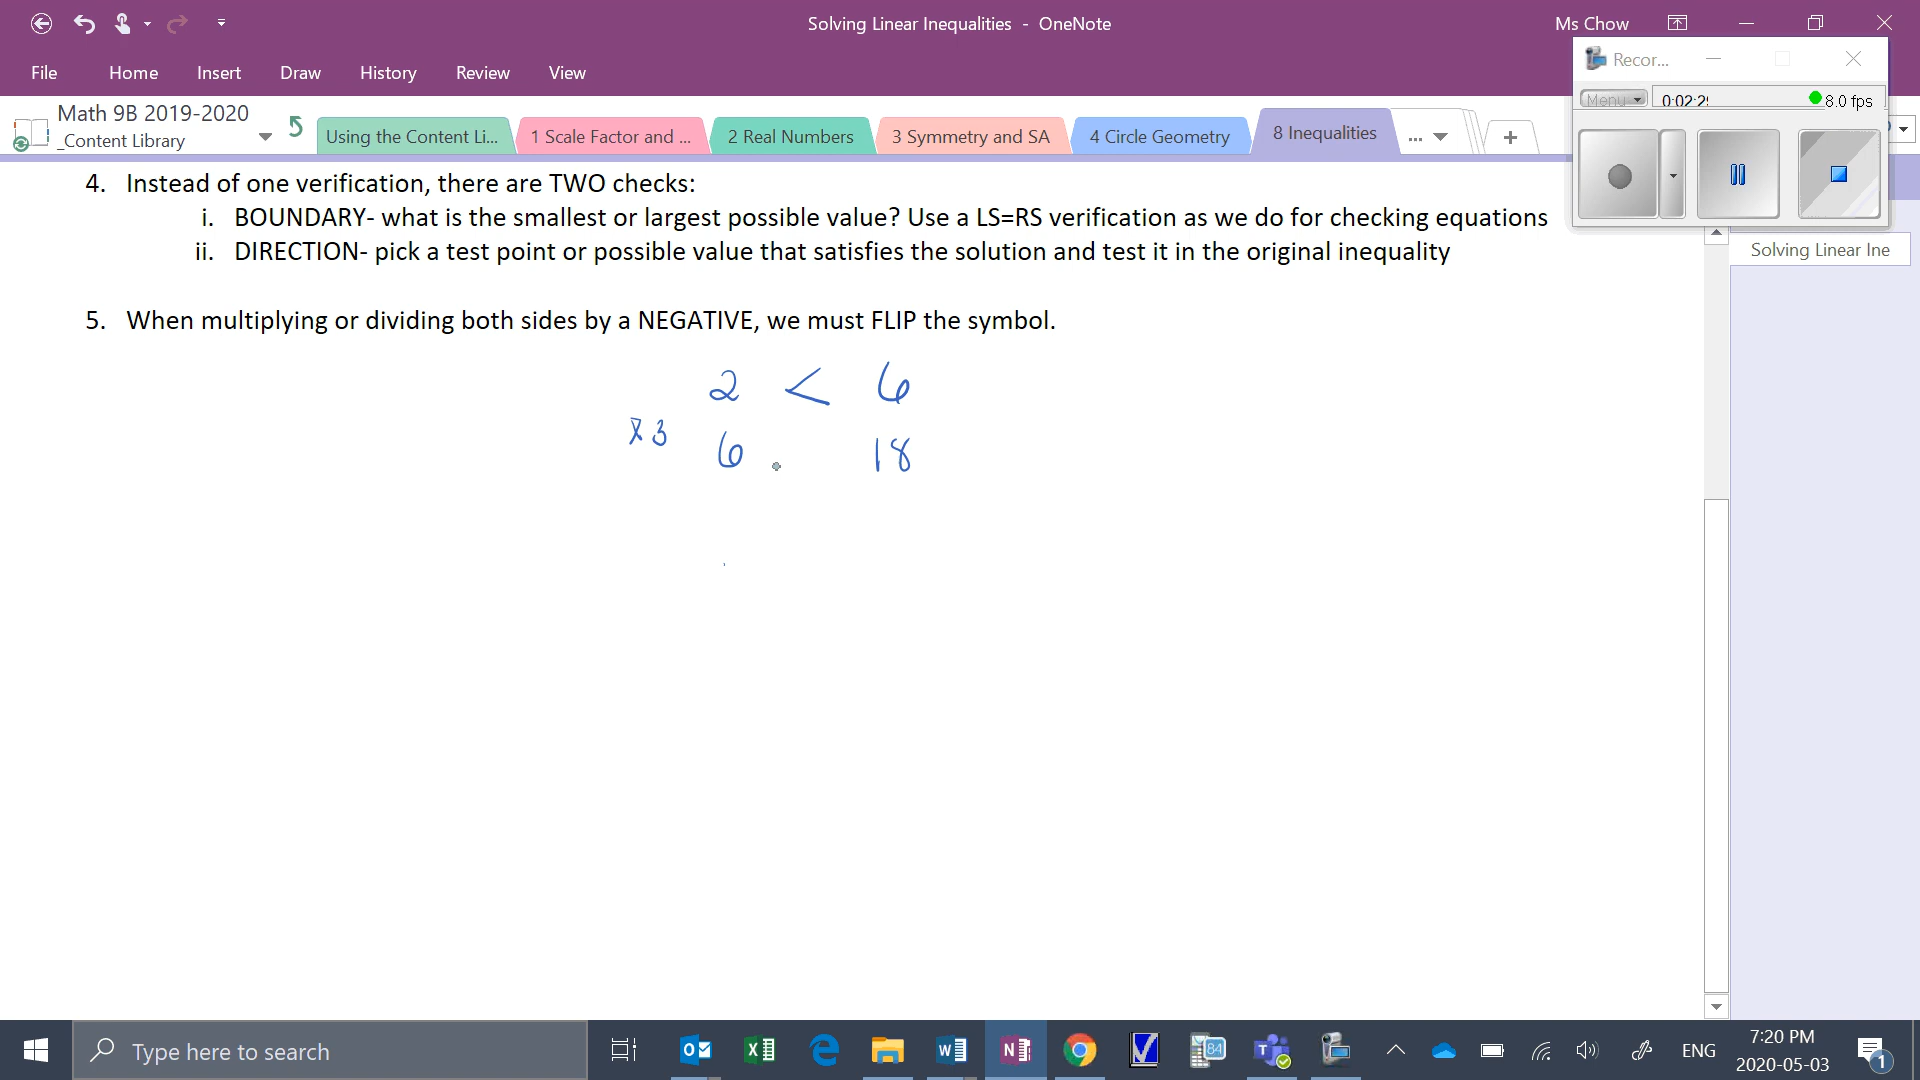 Solving Linear Inequalities - OneNote
Ms Chow
File Home Insert Draw History Review View
Recor...
Menu 0:02:2 8.0 fps
Math 9B 2019-2020
_Content Library
Using the Content Li... 1 Scale Factor and ... 2 Real Numbers 3 Symmetry and SA 4 Circle Geometry 8 Inequalities ... +
Solving Linear Ine
4. Instead of one verification, there are TWO checks:
i. BOUNDARY- what is the smallest or largest possible value? Use a LS=RS verification as we do for checking equations
ii. DIRECTION- pick a test point or possible value that satisfies the solution and test it in the original inequality
5. When multiplying or dividing both sides by a NEGATIVE, we must FLIP the symbol.
2 < 6
x3 6 18
Type here to search
84
ENG
7:20 PM
2020-05-03
1